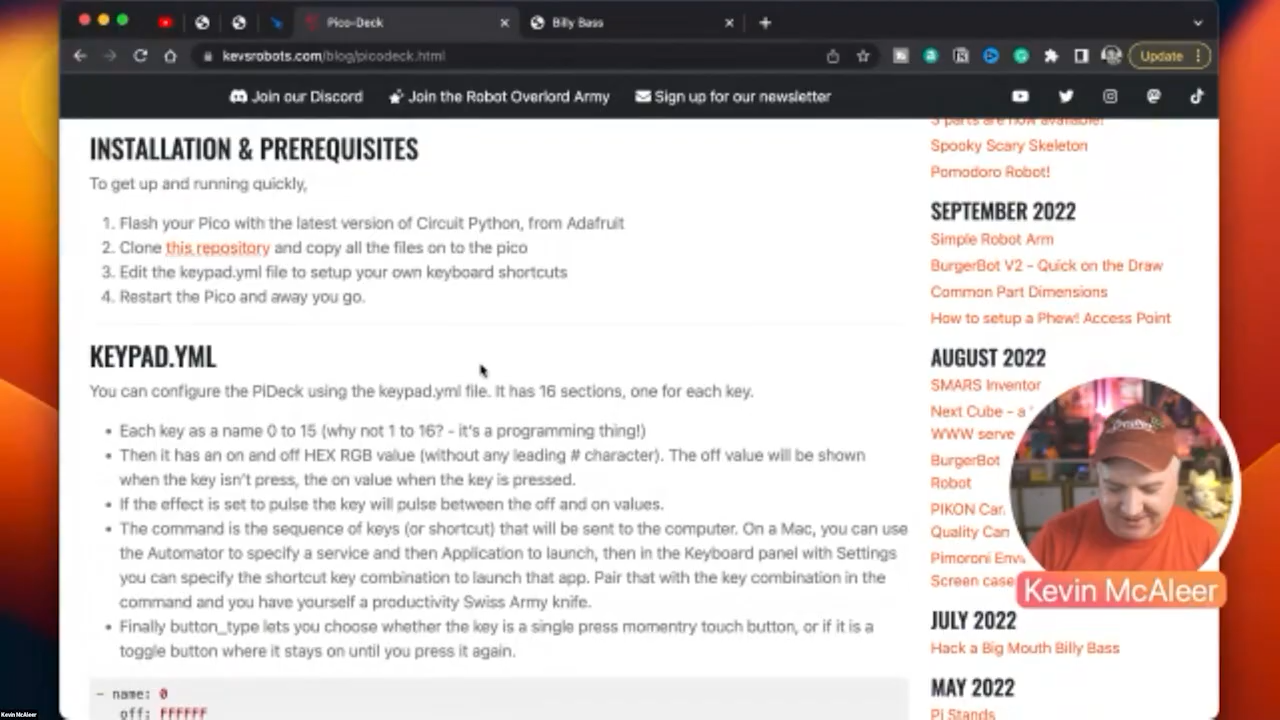 Pico-Deck
Billy Bass
kevsrobots.com/blog/picodeck.html
Update
Join our Discord
Join the Robot Overlord Army
Sign up for our newsletter
INSTALLATION & PREREQUISITES
To get up and running quickly,
1. Flash your Pico with the latest version of Circuit Python, from Adafruit
2. Clone this repository and copy all the files on to the pico
3. Edit the keypad.yml file to setup your own keyboard shortcuts
4. Restart the Pico and away you go.
KEYPAD.YML
You can configure the PiDeck using the keypad.yml file. It has 16 sections, one for each key.
• Each key as a name 0 to 15 (why not 1 to 16? - it's a programming thing!)
• Then it has an on and off HEX RGB value (without any leading # character). The off value will be shown
when the key isn't press, the on value when the key is pressed.
• If the effect is set to pulse the key will pulse between the off and on values.
• The command is the sequence of keys (or shortcut) that will be sent to the computer. On a Mac, you can use
the Automator to specify a service and then Application to launch, then in the Keyboard panel with Settings
you can specify the shortcut key combination to launch that app. Pair that with the key combination in the
command and you have yourself a productivity Swiss Army knife.
• Finally button_type lets you choose whether the key is a single press momentry touch button, or if it is a
toggle button where it stays on until you press it again.
- name: 0
off: ffffff
3 parts are now available!
Spooky Scary Skeleton
Pomodoro Robot!
SEPTEMBER 2022
Simple Robot Arm
BurgerBot V2 - Quick on the Draw
Common Part Dimensions
How to setup a Phew! Access Point
AUGUST 2022
SMARS Inventor
Next Cube - a
WWW serve
BurgerBot
Robot
PIKON Car
Quality Can
Pimoroni Env
Screen case
JULY 2022
Hack a Big Mouth Billy Bass
MAY 2022
Pi Stands
Kevin McAleer
Kevin McAleer